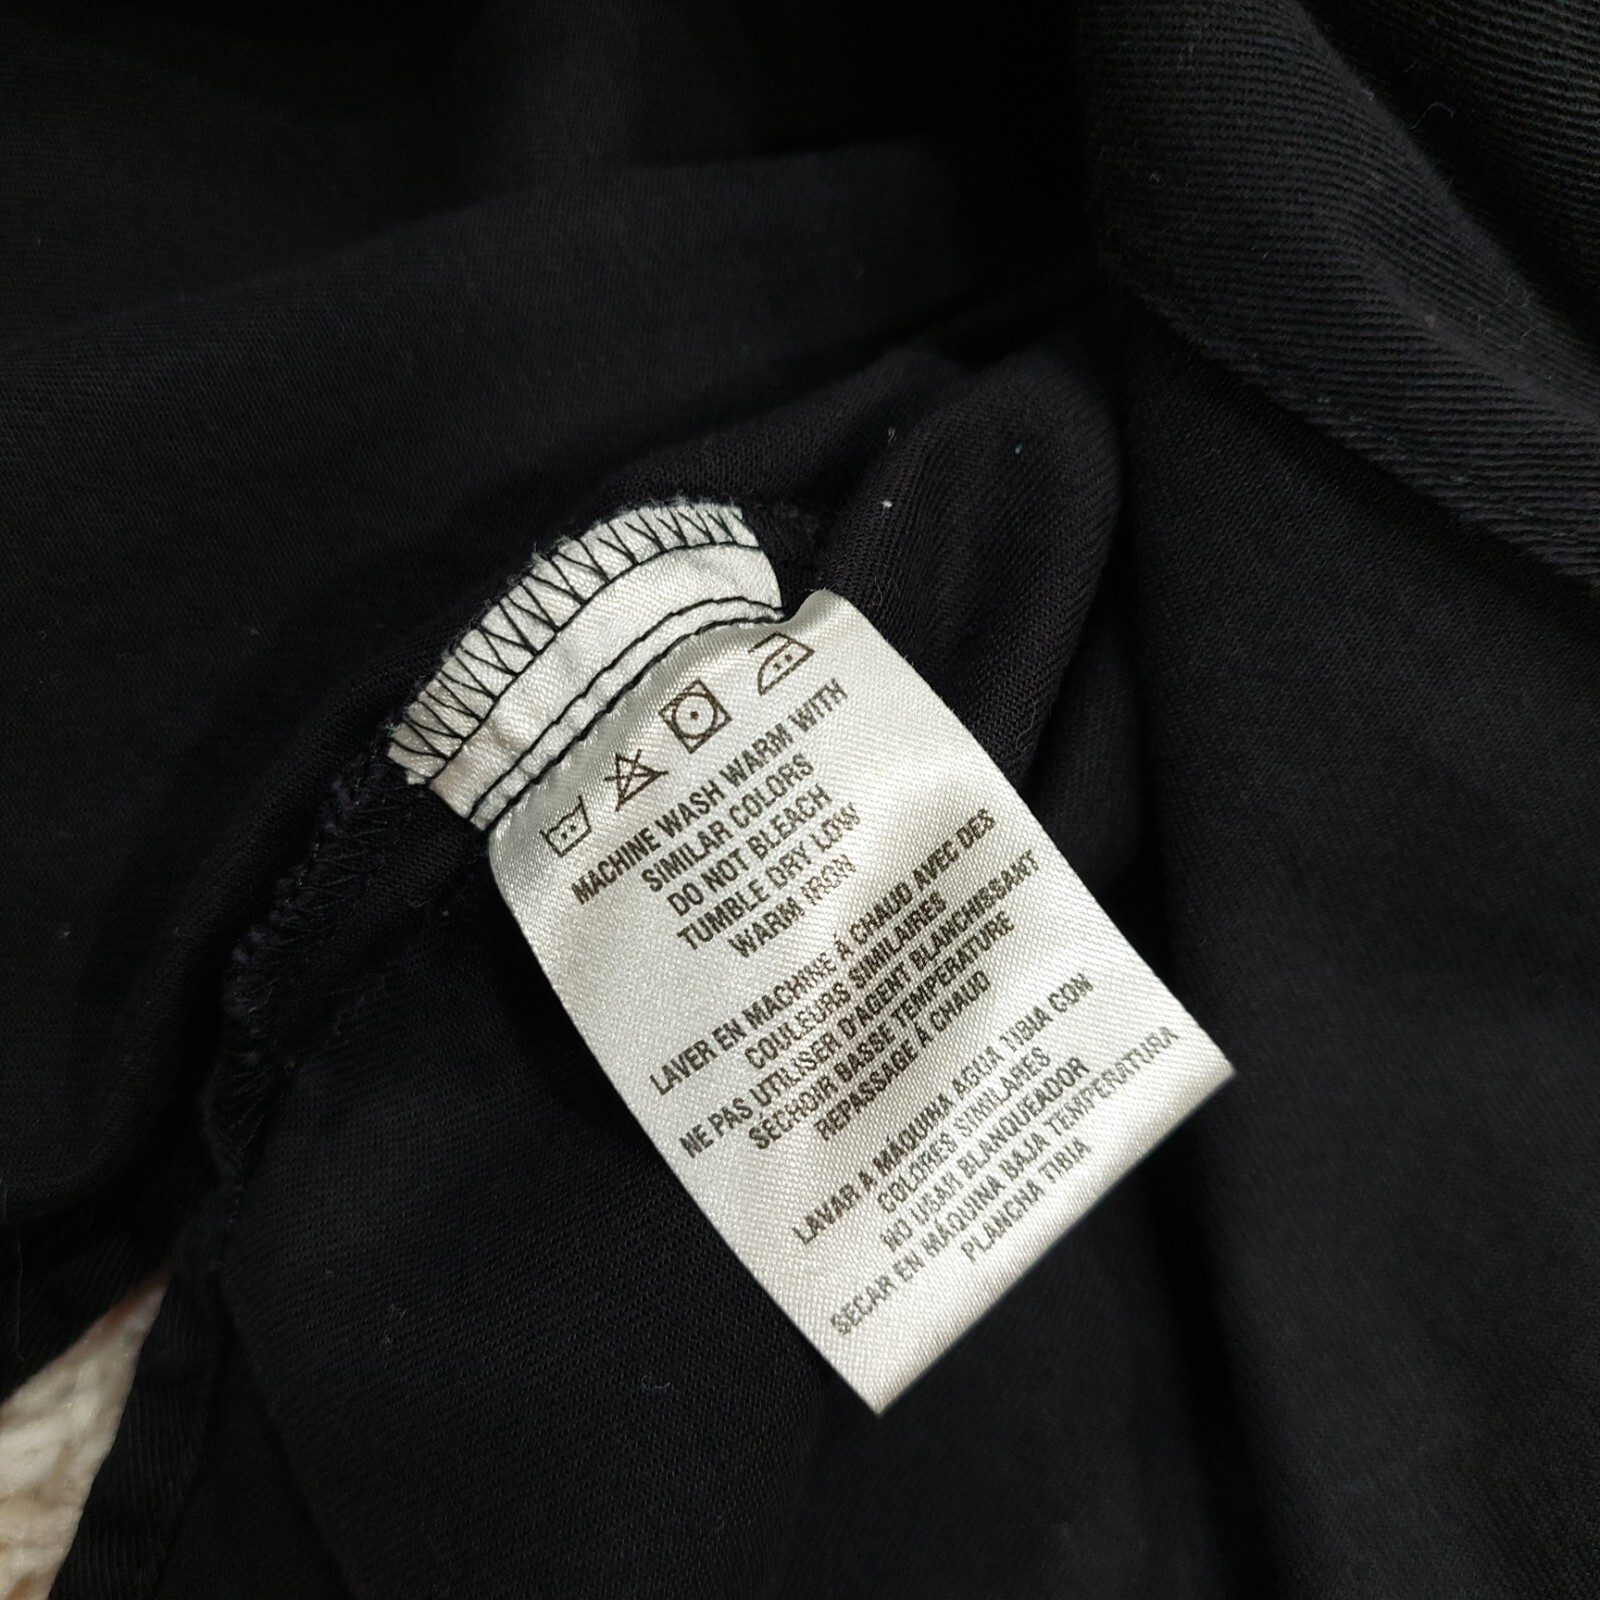 MACHINE WASH WARM WITH
SIMILAR COLORS
DO NOT BLEACH
TUMBLE DRY LOW
WARM IRON
LAVER EN MACHINE À CHAUD AVEC DES
COULEURS SIMILAIRES
NE PAS UTILISER D'AGENT BLANCHISSANT
SÉCHOIR BASSE TEMPERATURE
REPASSAGE À CHAUD
LAVAR A MÁQUINA AGUA TIBIA CON
COLORES SIMILARES
NO USAR BLANQUEADOR
SECAR EN MÁQUINA BAJA TEMPERATURA
PLANCHA TIBIA